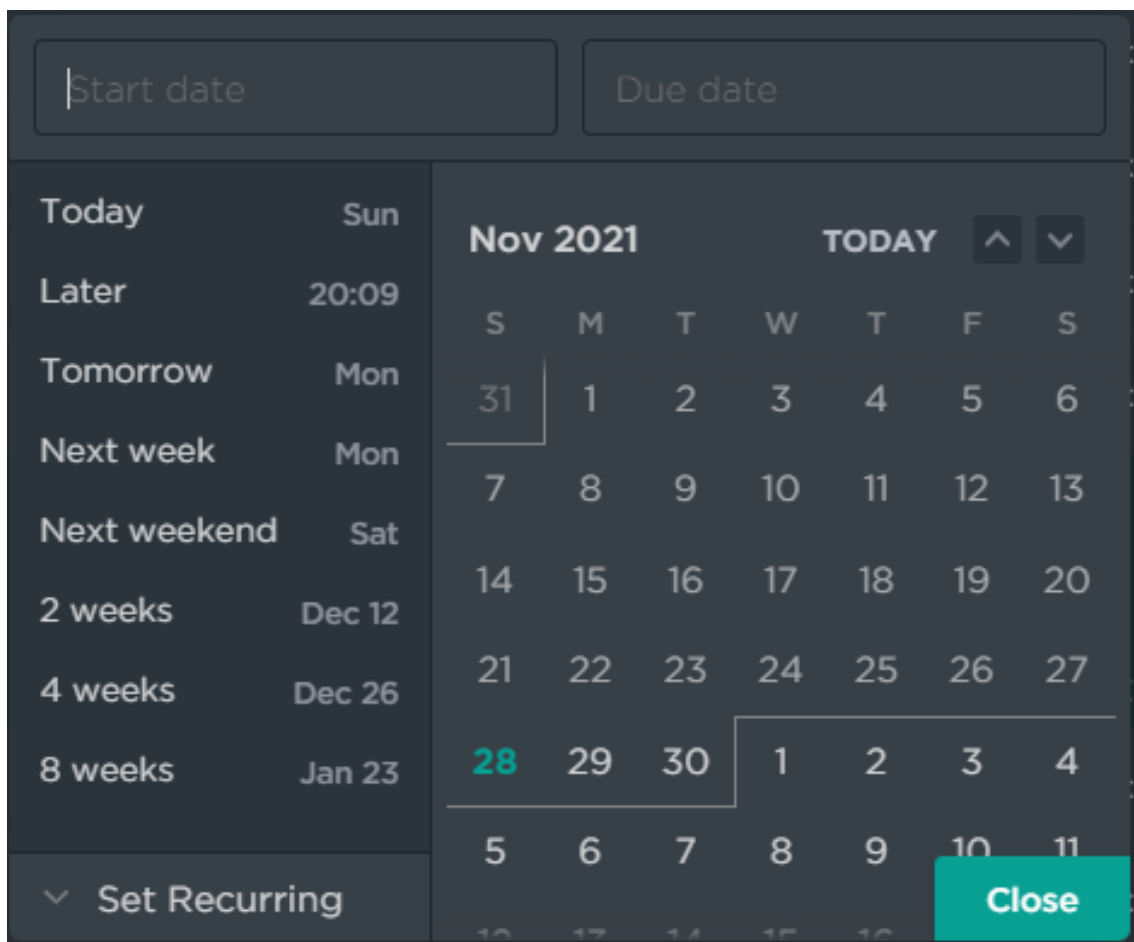 Start date Due date
Today Sun
Later 20:09
Tomorrow Mon
Next week Mon
Next weekend Sat
2 weeks Dec 12
4 weeks Dec 26
8 weeks Jan 23
Set Recurring
Nov 2021 TODAY
S M T W T F S
31 1 2 3 4 5 6
7 8 9 10 11 12 13
14 15 16 17 18 19 20
21 22 23 24 25 26 27
28 29 30 1 2 3 4
5 6 7 8 9 10 11
Close